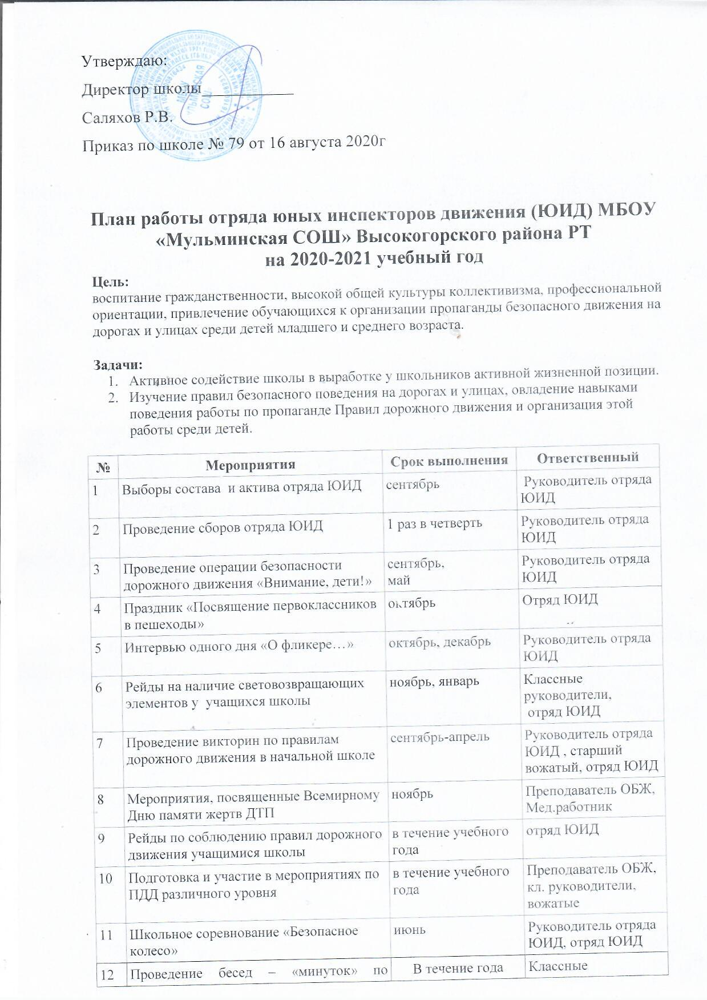 Утверждаю:
Директор школы____________
Саляхов Р.В.
Приказ по школе № 79 от 16 августа 2020г
МБОУ
СОШ
План работы отряда юных инспекторов движения (ЮИД) МБОУ
«Мульминская СОШ» Высокогорского района РТ
на 2020-2021 учебный год
Цель:
воспитание гражданственности, высокой общей культуры коллективизма, профессиональной
ориентации, привлечение обучающихся к организации пропаганды безопасного движения на
дорогах и улицах среди детей младшего и среднего возраста.
Задачи:
1. Активное содействие школы в выработке у школьников активной жизненной позиции.
2. Изучение правил безопасного поведения на дорогах и улицах, овладение навыками
поведения работы по пропаганде Правил дорожного движения и организация этой
работы среди детей.
№ Мероприятия Срок выполнения Ответственный
1 Выборы состава и актива отряда ЮИД сентябрь Руководитель отряда
ЮИД
2 Проведение сборов отряда ЮИД 1 раз в четверть Руководитель отряда
ЮИД
3 Проведение операции безопасности сентябрь, Руководитель отряда
дорожного движения «Внимание, дети!» май ЮИД
4 Праздник «Посвящение первоклассников октябрь Отряд ЮИД
в пешеходы»
5 Интервью одного дня «О фликере…» октябрь, декабрь Руководитель отряда
ЮИД
6 Рейды на наличие световозвращающих ноябрь, январь Классные
элементов у учащихся школы руководители,
отряд ЮИД
7 Проведение викторин по правилам сентябрь-апрель Руководитель отряда
дорожного движения в начальной школе ЮИД , старший
вожатый, отряд ЮИД
8 Мероприятия, посвященные Всемирному ноябрь Преподаватель ОБЖ,
Дню памяти жертв ДТП Мед.работник
9 Рейды по соблюдению правил дорожного в течение учебного отряд ЮИД
движения учащимися школы года
10 Подготовка и участие в мероприятиях по в течение учебного Преподаватель ОБЖ,
ПДД различного уровня года кл. руководители,
вожатые
11 Школьное соревнование «Безопасное июнь Руководитель отряда
колесо» ЮИД, отряд ЮИД
12 Проведение бесед – «минуток» по В течение года Классные